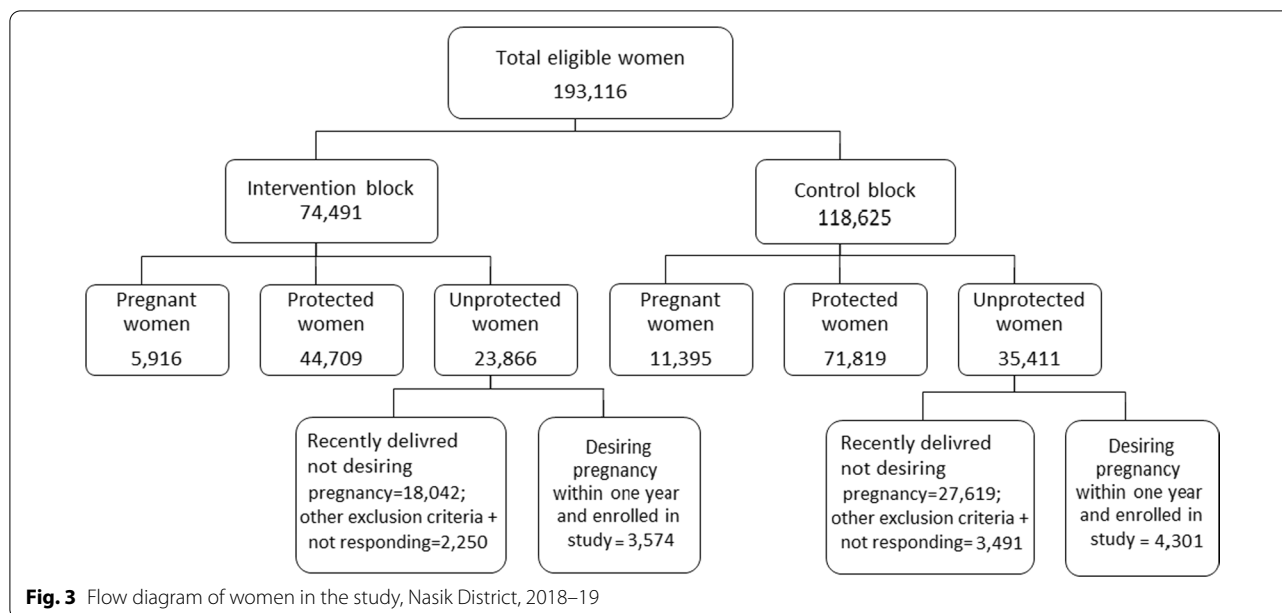 Total eligible women
193,116
Intervention block
74,491
Control block
118,625
Pregnant
women
5,916
Protected
women
44,709
Unprotected
women
23,866
Pregnant
women
11,395
Protected
women
71,819
Unprotected
women
35,411
Recently delivred
not desiring
pregnancy=18,042;
other exclusion criteria +
not responding=2,250
Desiring
pregnancy
within one year
and enrolled in
study = 3,574
Recently delivred
not desiring
pregnancy=27,619;
other exclusion criteria +
not responding= 3,491
Desiring
pregnancy
within one year
and enrolled in
study = 4,301
Fig. 3 Flow diagram of women in the study, Nasik District, 2018–19